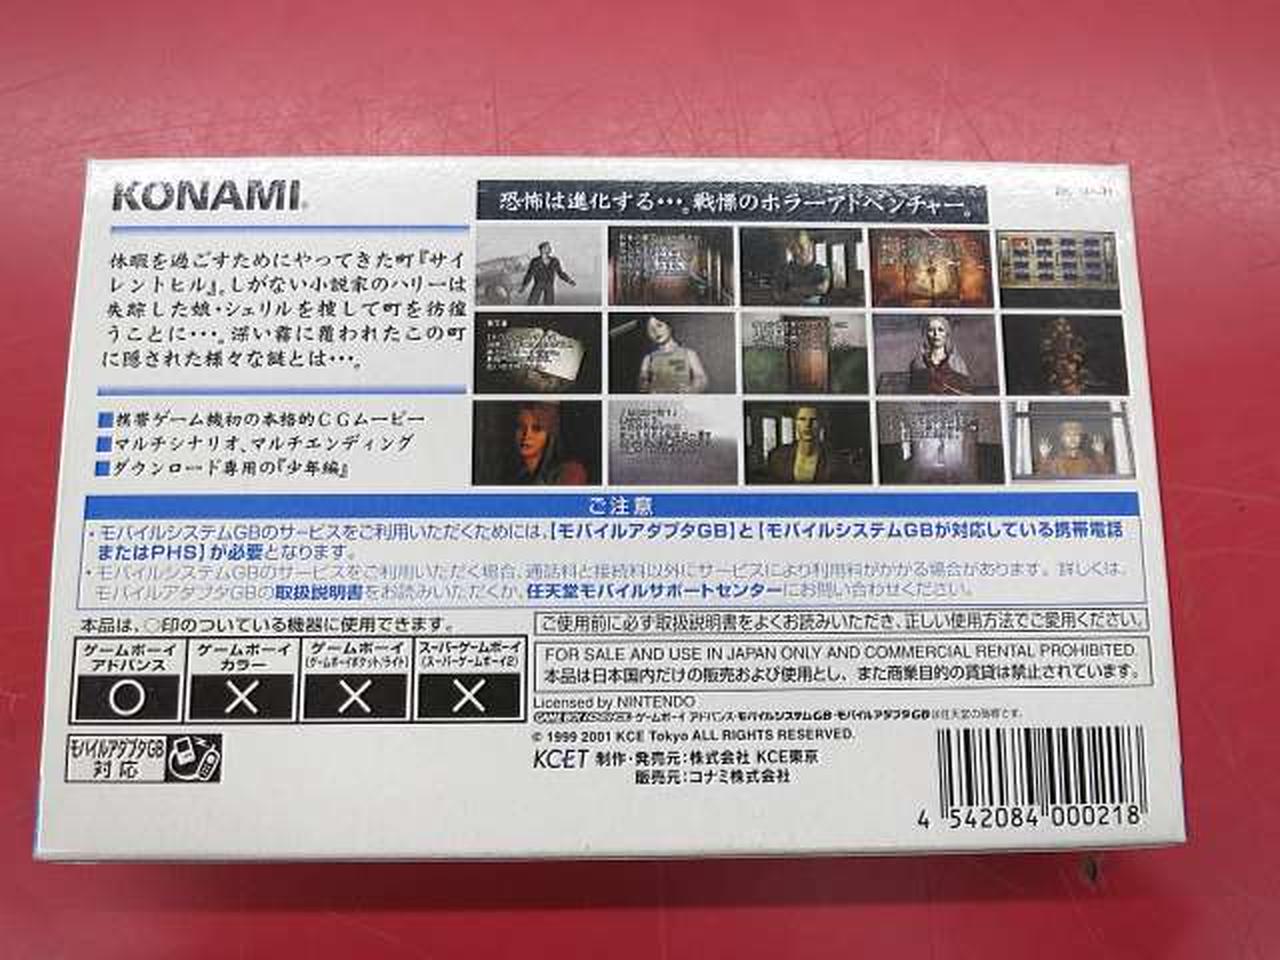 KONAMI
恐怖は進化する･･･。戦慄のホラーアドベンチャー。
休暇を過ごすためにやってきた町『サイ
レントヒル』。しがない小説家のハリーは
失踪した娘・シェリルを捜して町を彷徨
うことに･･･。深い霧に覆われたこの町
に隠された様々な謎とは･･･。
■携帯ゲーム機初の本格的CGムービー
■マルチシナリオ、マルチエンディング
■ダウンロード専用の『少年編』
ご注意
・モバイルシステムGBのサービスをご利用いただくためには、【モバイルアダプタGB】と【モバイルシステムGBが対応している携帯電話
またはPHS】が必要となります。
・モバイルシステムGBのサービスをご利用いただく場合、通話料と接続料以外にサービスにより利用料がかかる場合があります。詳しくは、
モバイルアダプタGBの取扱説明書をお読みいただくか、任天堂モバイルサポートセンターにお問い合わせください。
本品は、○印のついている機器に使用できます。
ゲームボーイ
アドバンス
○
ゲームボーイ
カラー
×
ゲームボーイ
(ゲームボーイポケット/ライト)
×
スーパーゲームボーイ
(スーパーゲームボーイ2)
×
モバイルアダプタGB
対応
ご使用前に必ず取扱説明書をよくお読みいただき、正しい使用方法でご愛用ください。
FOR SALE AND USE IN JAPAN ONLY AND COMMERCIAL RENTAL PROHIBITED.
本品は日本国内だけの販売および使用とし、また商業目的の賃貸は禁止されています。
Licensed by NINTENDO
GAME BOY ADVANCE・ゲームボーイ アドバンス・モバイルシステムGB・モバイルアダプタGBは任天堂の商標です。
© 1999 2001 KCE Tokyo ALL RIGHTS RESERVED.
KCET 制作・発売元：株式会社 KCE東京
販売元：コナミ株式会社
4 542084 000218